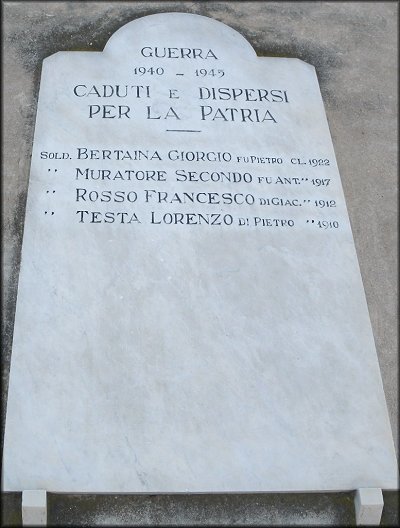 GUERRA
1940 - 1945
CADUTI E DISPERSI
PER LA PATRIA
SOLD. BERTAINA GIORGIO FU PIETRO CL. 1922
" MURATORE SECONDO FU ANT. " 1917
" ROSSO FRANCESCO DI GIAC. " 1912
" TESTA LORENZO DI PIETRO " 1910